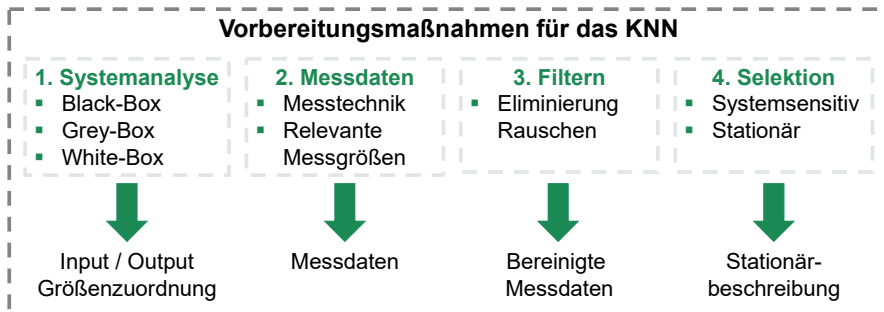 Vorbereitungsmaßnahmen für das KNN
1. Systemanalyse
▪ Black-Box
▪ Grey-Box
▪ White-Box
Input / Output
Größenzuordnung
2. Messdaten
▪ Messtechnik
▪ Relevante
Messgrößen
Messdaten
3. Filtern
▪ Eliminierung
Rauschen
Bereinigte
Messdaten
4. Selektion
▪ Systemsensitiv
▪ Stationär
Stationär-
beschreibung